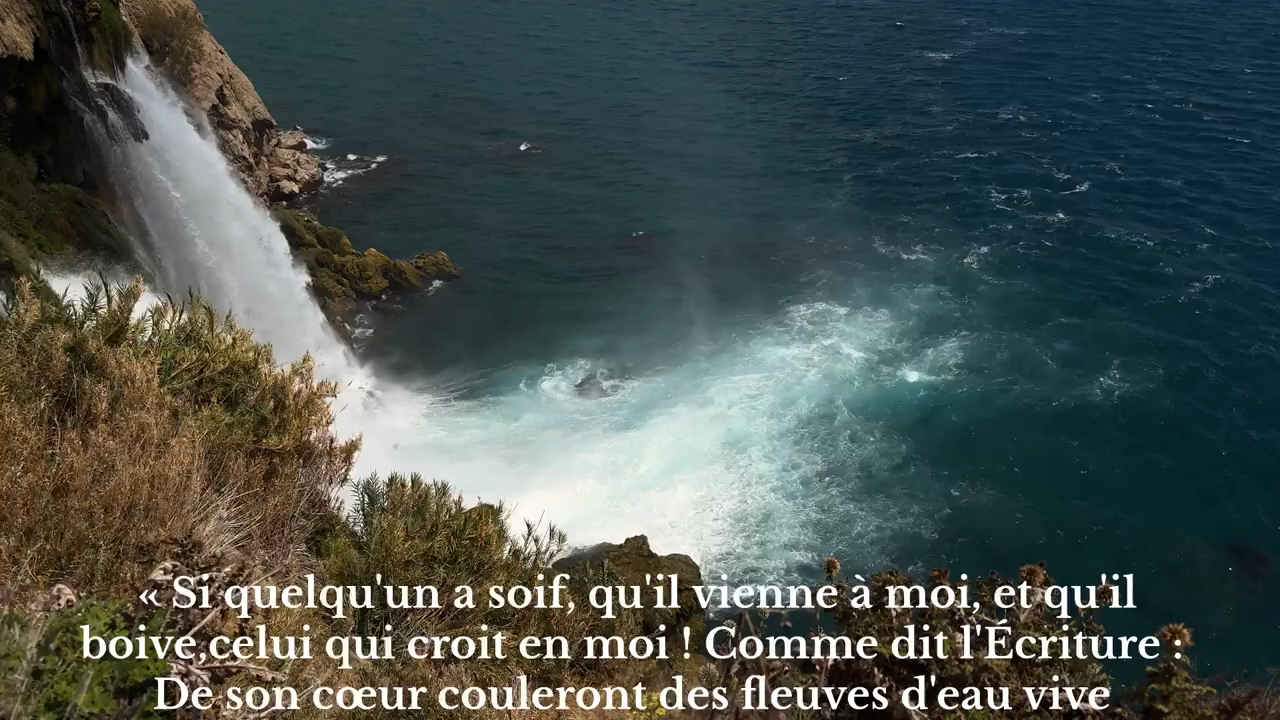 « Si quelqu'un a soif, qu'il vienne à moi, et qu'il
boive,celui qui croit en moi ! Comme dit l'Écriture :
De son cœur couleront des fleuves d'eau vive